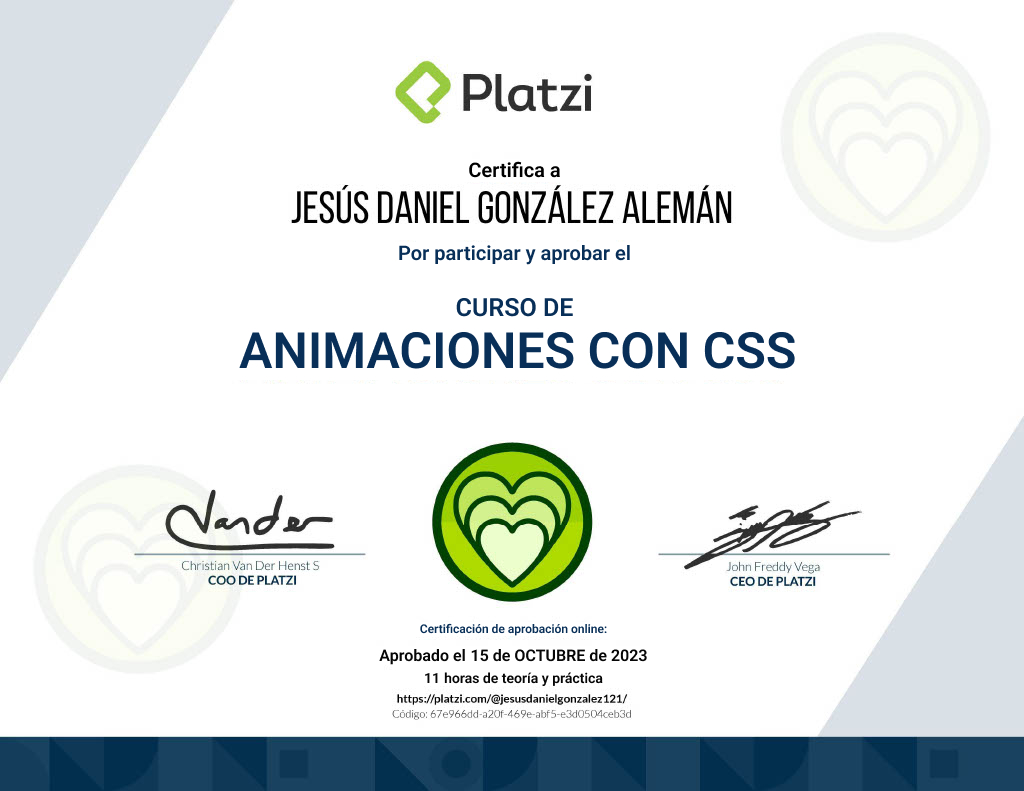 Platzi
Certifica a
JESÚS DANIEL GONZÁLEZ ALEMÁN
Por participar y aprobar el
CURSO DE
ANIMACIONES CON CSS
Vander
Christian Van Der Henst S
COO DE PLATZI
John Freddy Vega
CEO DE PLATZI
Certificación de aprobación online:
Aprobado el 15 de OCTUBRE de 2023
11 horas de teoría y práctica
https://platzi.com/@jesusdanielgonzalez121/
Código: 67e966dd-a20f-469e-abf5-e3d0504ceb3d